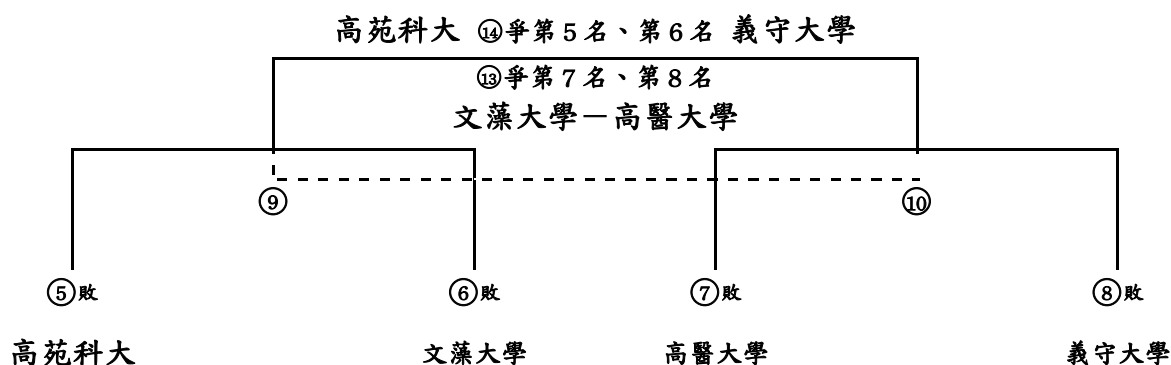 高苑科大 ⑭爭第５名、第６名 義守大學
⑬爭第７名、第８名
文藻大學－高醫大學
⑨ ⑩
⑤敗 ⑥敗 ⑦敗 ⑧敗
高苑科大 文藻大學 高醫大學 義守大學